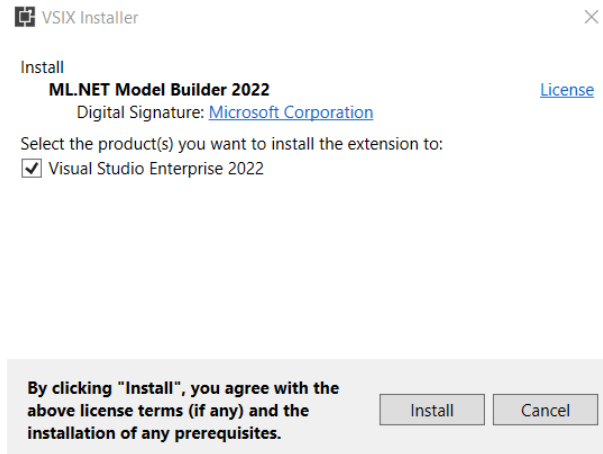 VSIX Installer
Install
ML.NET Model Builder 2022 License
Digital Signature: Microsoft Corporation
Select the product(s) you want to install the extension to:
Visual Studio Enterprise 2022
By clicking "Install", you agree with the
above license terms (if any) and the
installation of any prerequisites.
Install Cancel